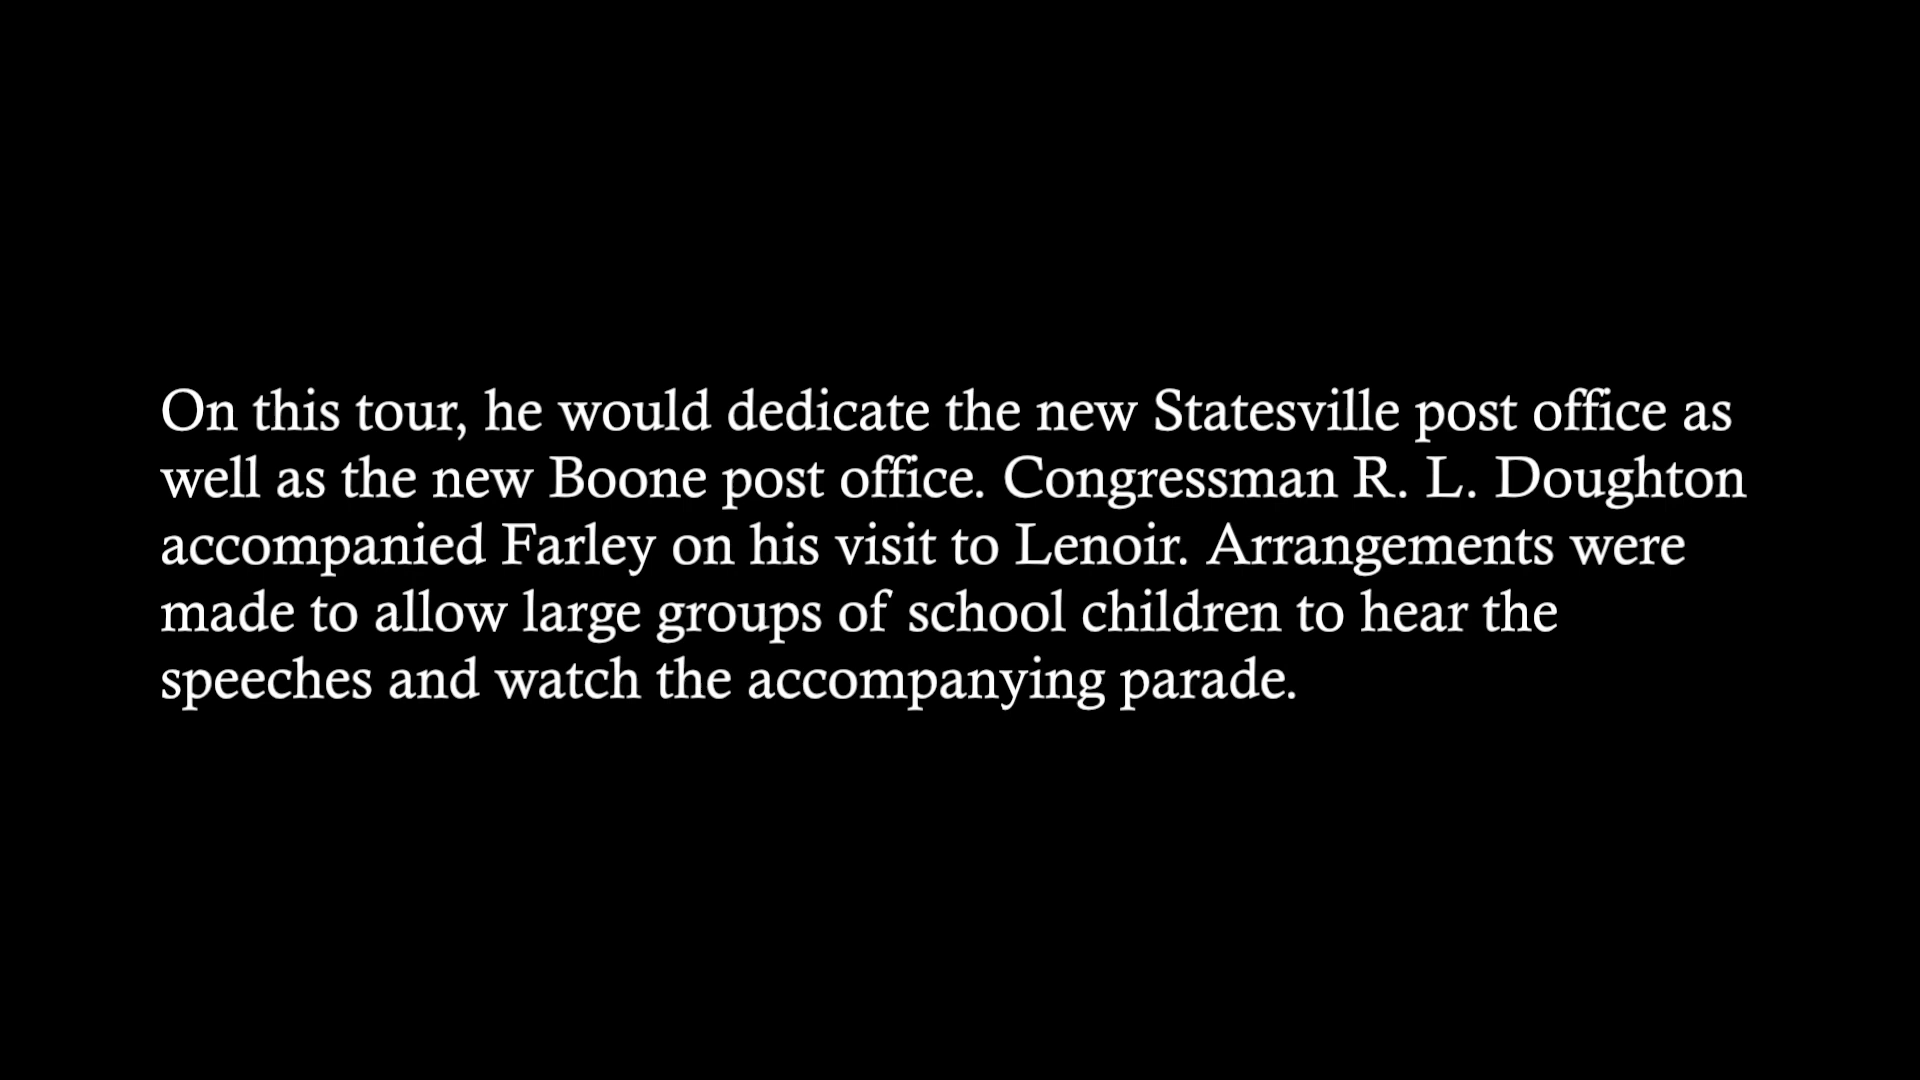 On this tour, he would dedicate the new Statesville post office as
well as the new Boone post office. Congressman R. L. Doughton
accompanied Farley on his visit to Lenoir. Arrangements were
made to allow large groups of school children to hear the
speeches and watch the accompanying parade.